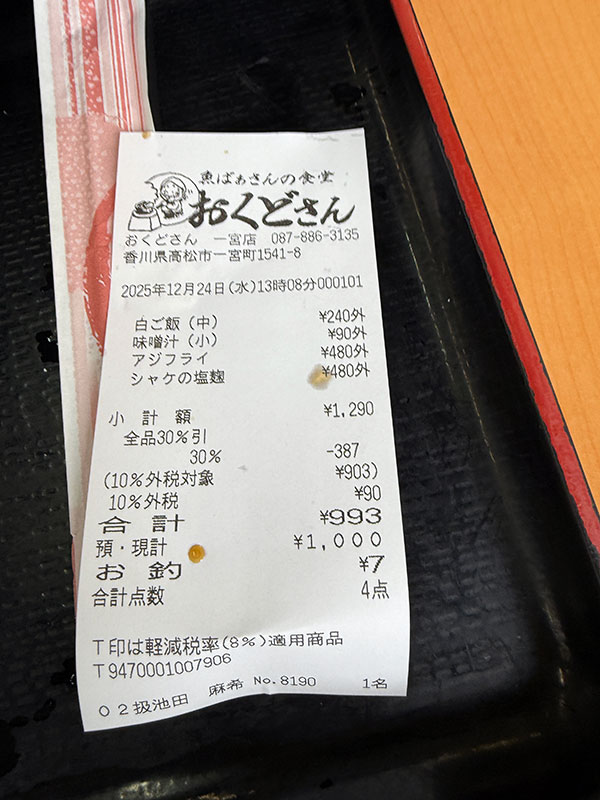 魚ばぁさんの食堂
おくどさん
おくどさん 一宮店 087-886-3135
香川県高松市一宮町1541-8
2025年12月24日(水)13時08分000101
白ご飯(中) ¥240外
味噌汁(小) ¥90外
アジフライ ¥480外
シャケの塩麹 ¥480外
小計額 ¥1,290
全品30%引
30% -387
(10%外税対象 ¥903)
10%外税 ¥90
合計 ¥993
預・現計 ¥1,000
お釣 ¥7
合計点数 4点
T印は軽減税率(8%)適用商品
T9470001007906
02扱池田 麻希 No.8190 1名